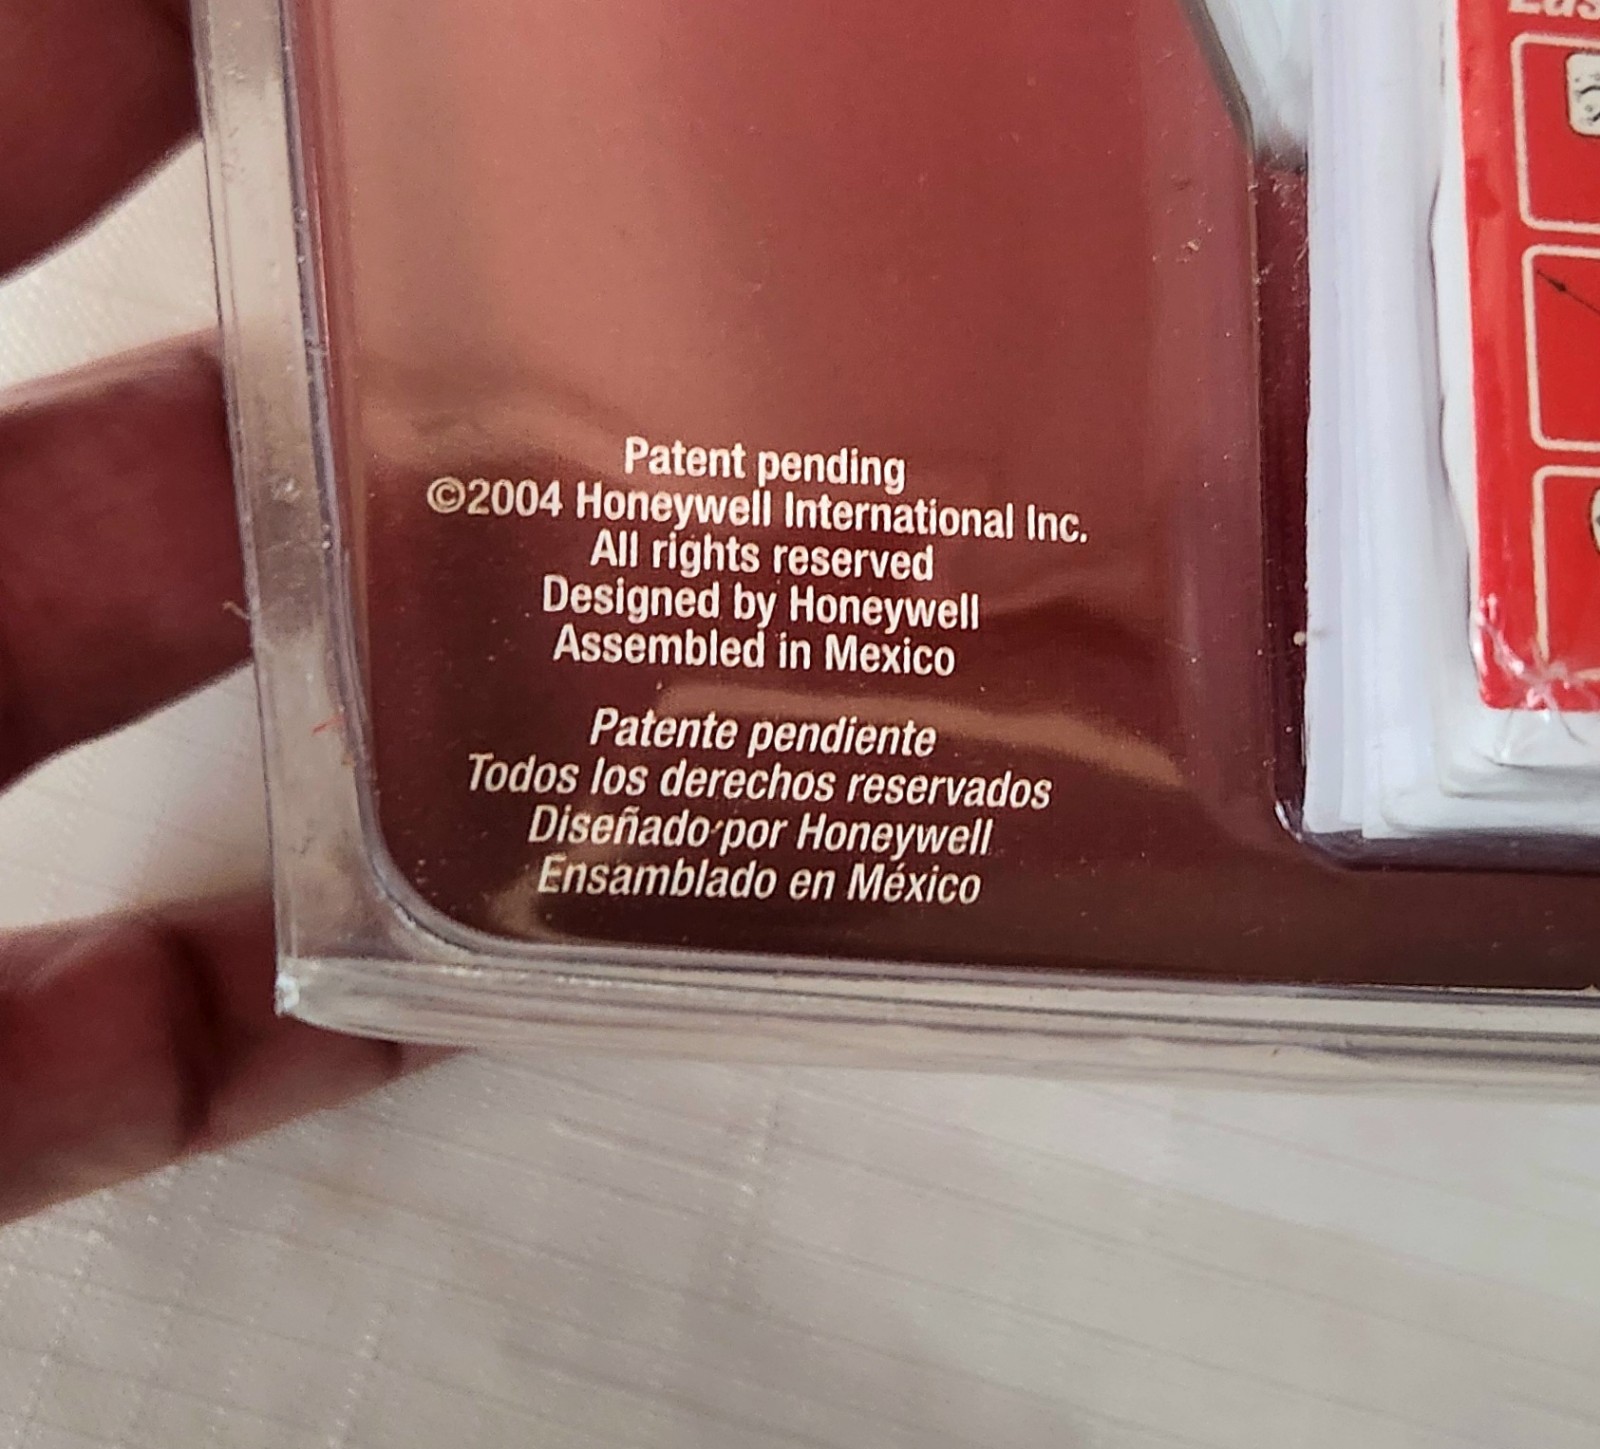 Patent pending
©2004 Honeywell International Inc.
All rights reserved
Designed by Honeywell
Assembled in Mexico
Patente pendiente
Todos los derechos reservados
Diseñado por Honeywell
Ensamblado en México